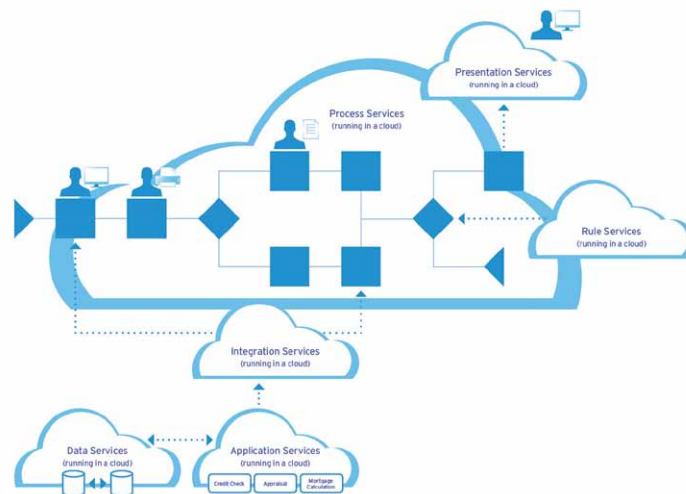 Presentation Services
(running in a cloud)
Process Services
(running in a cloud)
Rule Services
(running in a cloud)
Integration Services
(running in a cloud)
Data Services
(running in a cloud)
Application Services
(running in a cloud)
Credit Check
Appraisal
Mortgage
Calculation